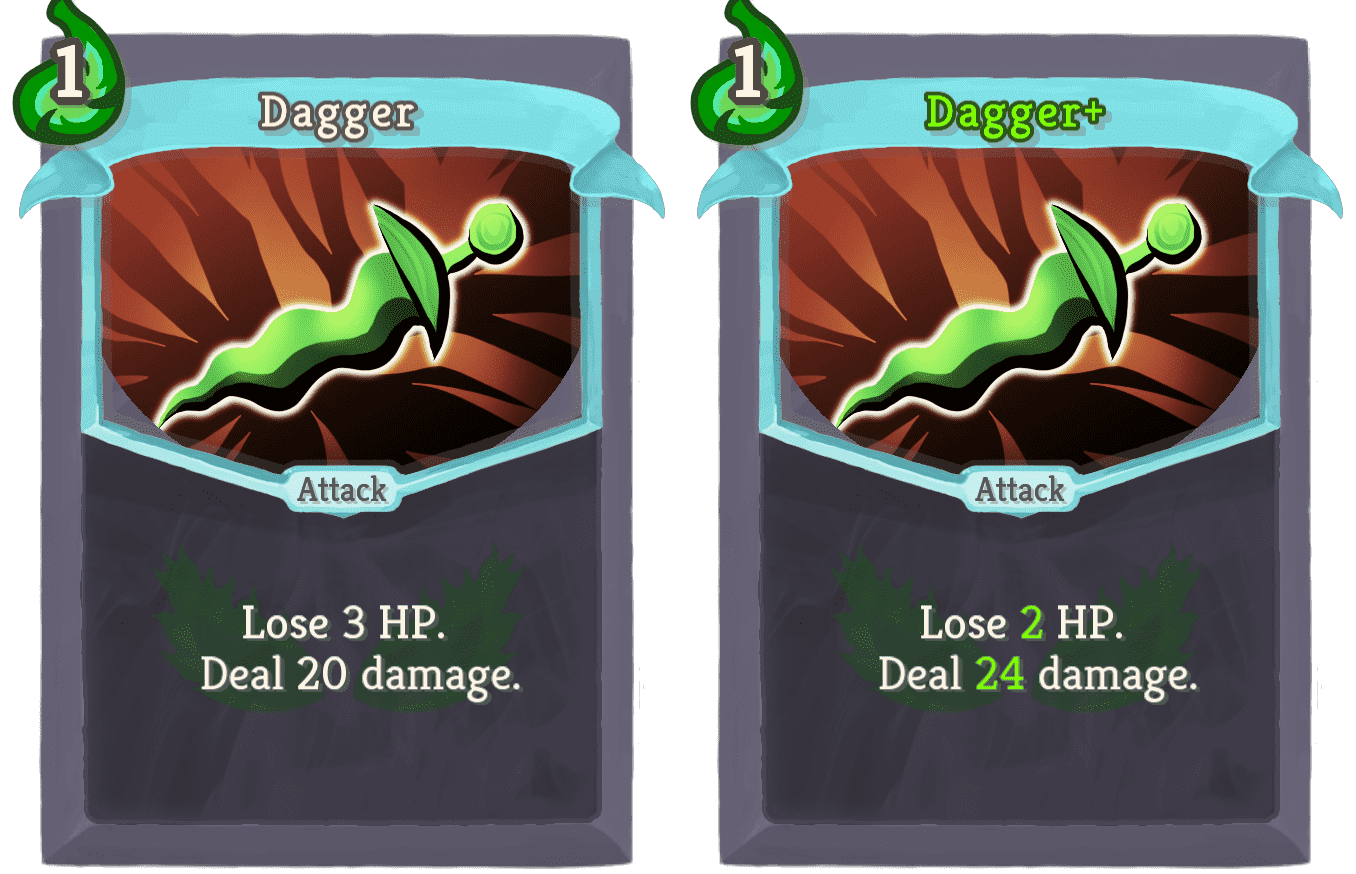 1
Dagger
Attack
Lose 3 HP.
Deal 20 damage.
1
Dagger+
Attack
Lose 2 HP.
Deal 24 damage.